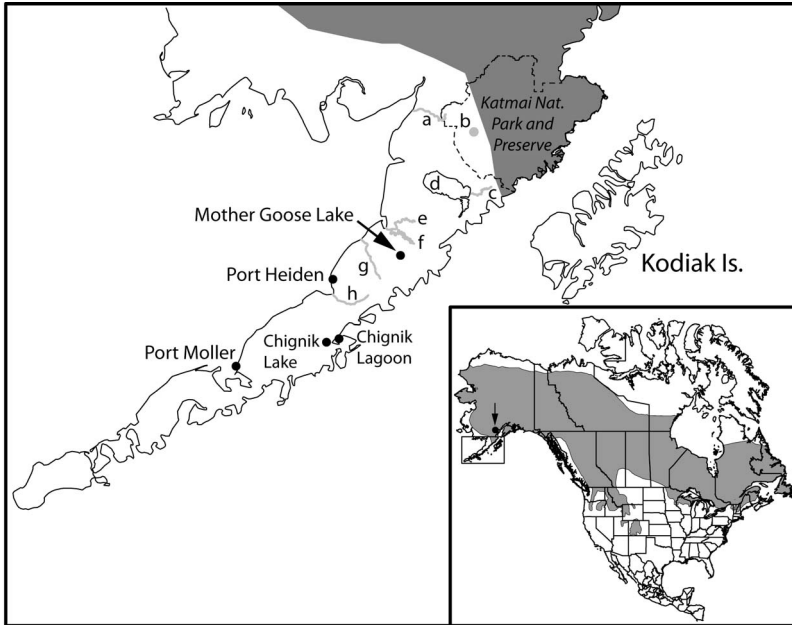 Katmai Nat.
Park and
Preserve
a
b
d
c
Mother Goose Lake
e
f
g
Kodiak Is.
Port Heiden
h
Chignik
Lake
Chignik
Lagoon
Port Moller